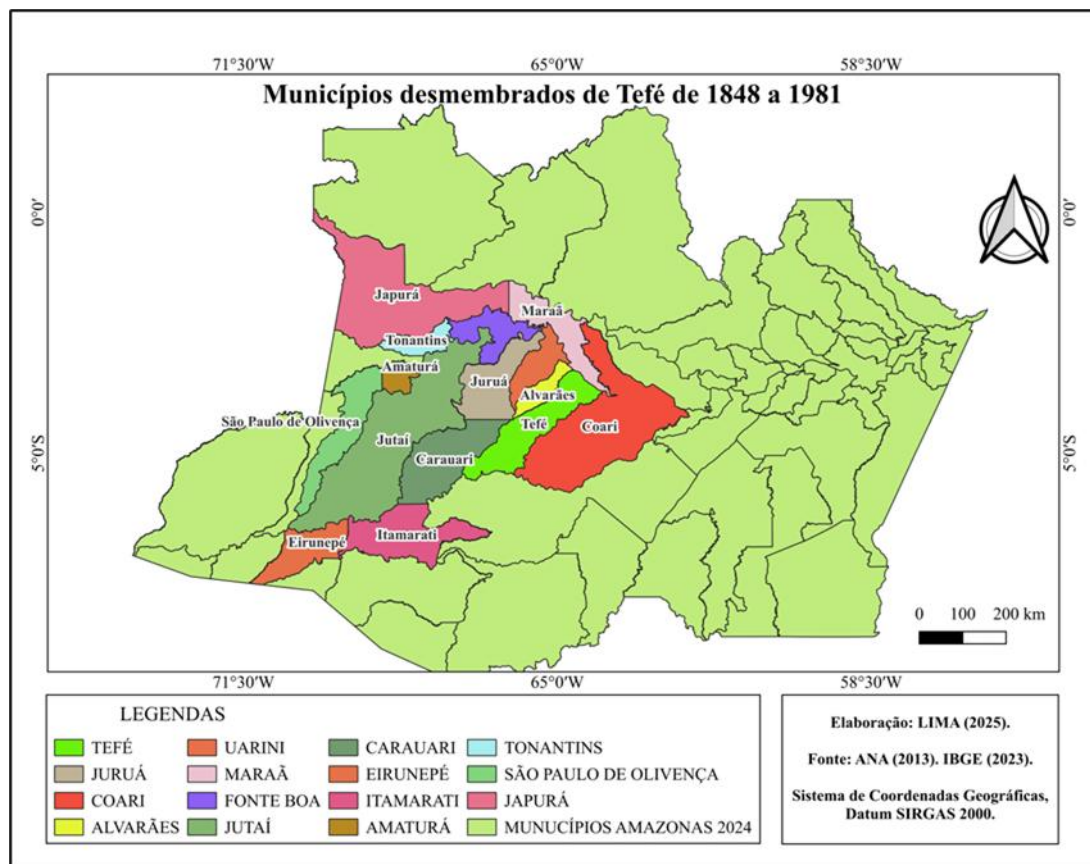 71°30'W 65°0'W 58°30'W
Municípios desmembrados de Tefé de 1848 a 1981
0°0' 0°0'
Japurá
Maraã
Tonantins
Amaturá
Juruá
Alvarães
São Paulo de Olivença
Tefé
Coari
Jutaí
Carauari
5°0'S 5°0'S
Eirunepé
Itamarati
0 100 200 km
71°30'W 65°0'W 58°30'W
LEGENDAS
TEFÉ UARINI CARAUARI TONANTINS
JURUÁ MARAÃ EIRUNEPÉ SÃO PAULO DE OLIVENÇA
COARI FONTE BOA ITAMARATI JAPURÁ
ALVARÃES JUTAÍ AMATURÁ MUNUCÍPIOS AMAZONAS 2024
Elaboração: LIMA (2025).
Fonte: ANA (2013). IBGE (2023).
Sistema de Coordenadas Geográficas,
Datum SIRGAS 2000.